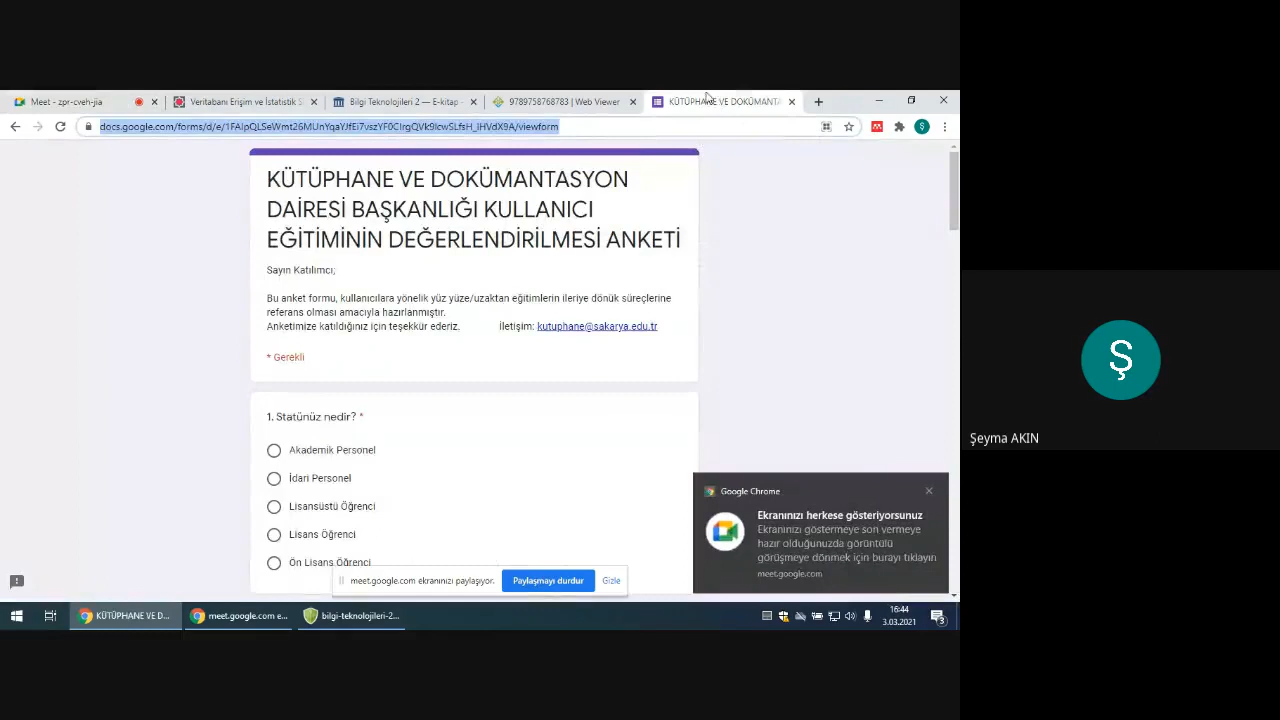 Meet - zpr-cveh-jia
Veritabanı Erişim ve İstatistik S
Bilgi Teknolojileri 2 — E-kitap -
9789758768783 | Web Viewer
KÜTÜPHANE VE DOKÜMANTA
docs.google.com/forms/d/e/
/viewform
KÜTÜPHANE VE DOKÜMANTASYON
DAİRESİ BAŞKANLIĞI KULLANICI
EĞİTİMİNİN DEĞERLENDİRİLMESİ ANKETİ
Sayın Katılımcı;
Bu anket formu, kullanıcılara yönelik yüz yüze/uzaktan eğitimlerin ileriye dönük süreçlerine
referans olması amacıyla hazırlanmıştır.
Anketimize katıldığınız için teşekkür ederiz. İletişim: kutuphane@sakarya.edu.tr
* Gerekli
1. Statünüz nedir? *
Akademik Personel
İdari Personel
Lisansüstü Öğrenci
Lisans Öğrenci
Ön Lisans Öğrenci
Google Chrome
Ekranınızı herkese gösteriyorsunuz
Ekranınızı göstermeye son vermeye
hazır olduğunuzda görüntülü
görüşmeye dönmek için burayı tıklayın
meet.google.com
meet.google.com ekranınızı paylaşıyor.
Paylaşmayı durdur
Gizle
KÜTÜPHANE VE D...
meet.google.com e...
bilgi-teknolojileri-2...
16:44
3.03.2021
3
Ş
Şeyma AKIN